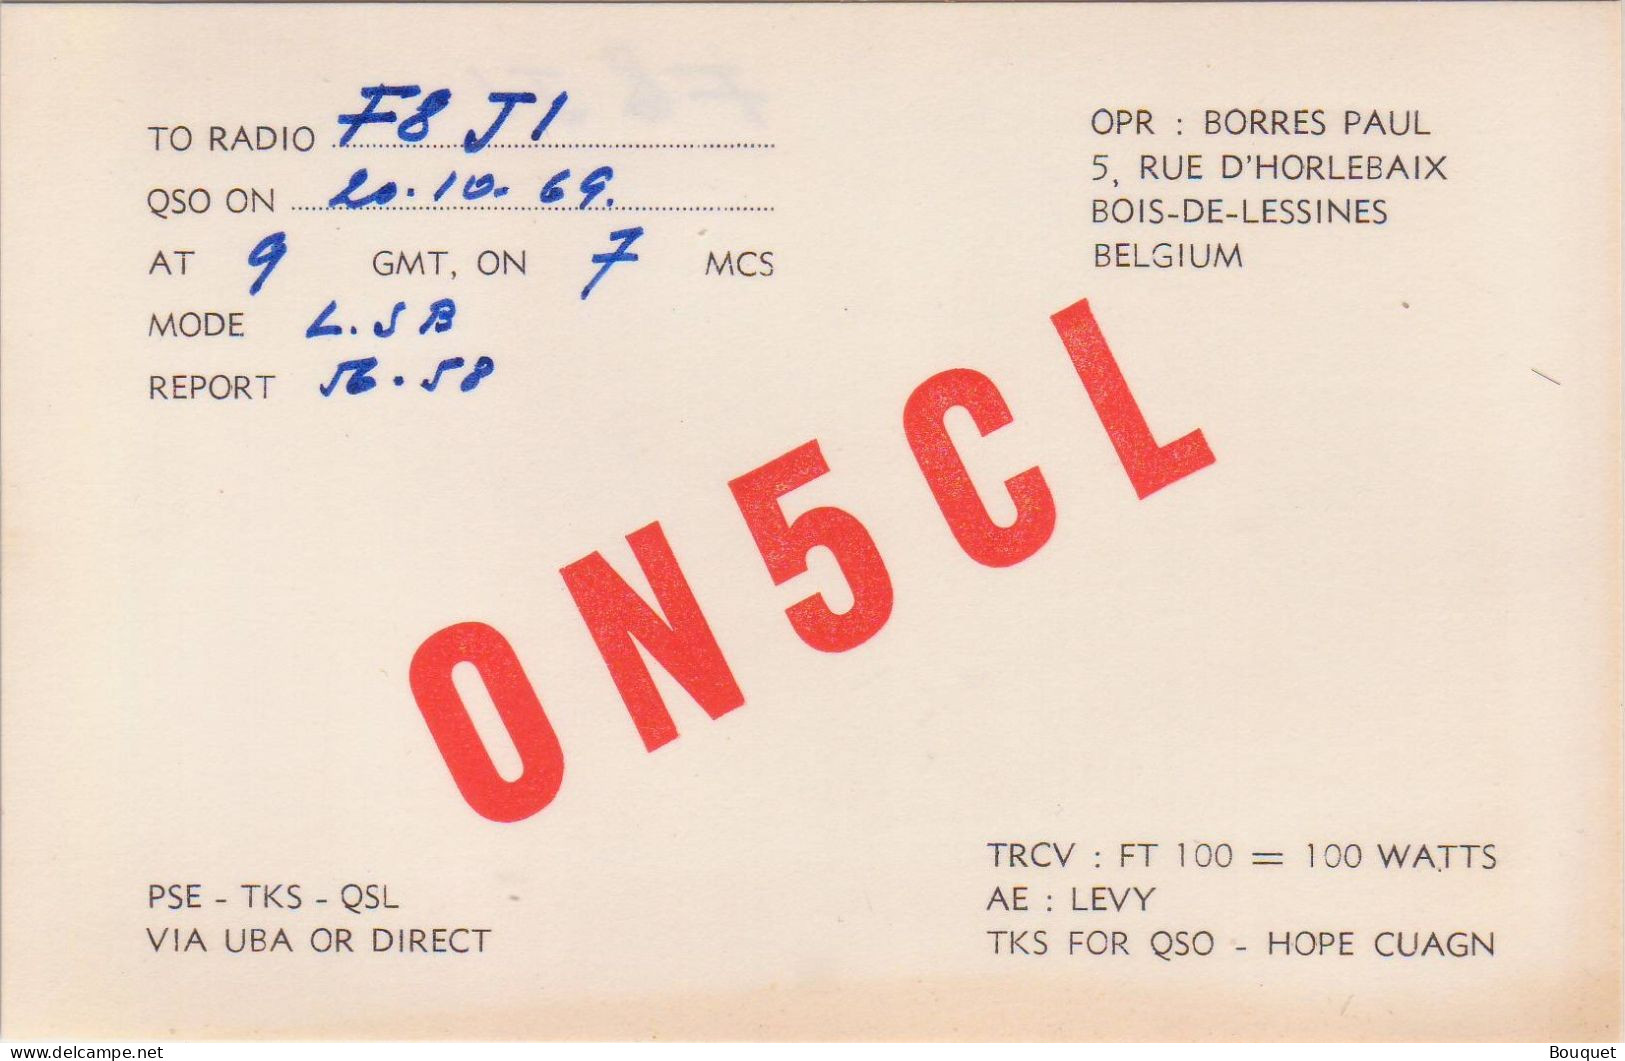 TO RADIO F8 JI
QSO ON 20.10.69.
AT 9 GMT, ON 7 MCS
MODE L.S B
REPORT 56.58
OPR : BORRES PAUL
5, RUE D'HORLEBAIX
BOIS-DE-LESSINES
BELGIUM
ON5CL
PSE - TKS - QSL
VIA UBA OR DIRECT
TRCV : FT 100 = 100 WATTS
AE : LEVY
TKS FOR QSO - HOPE CUAGN
www.delcampe.net
Bouquet